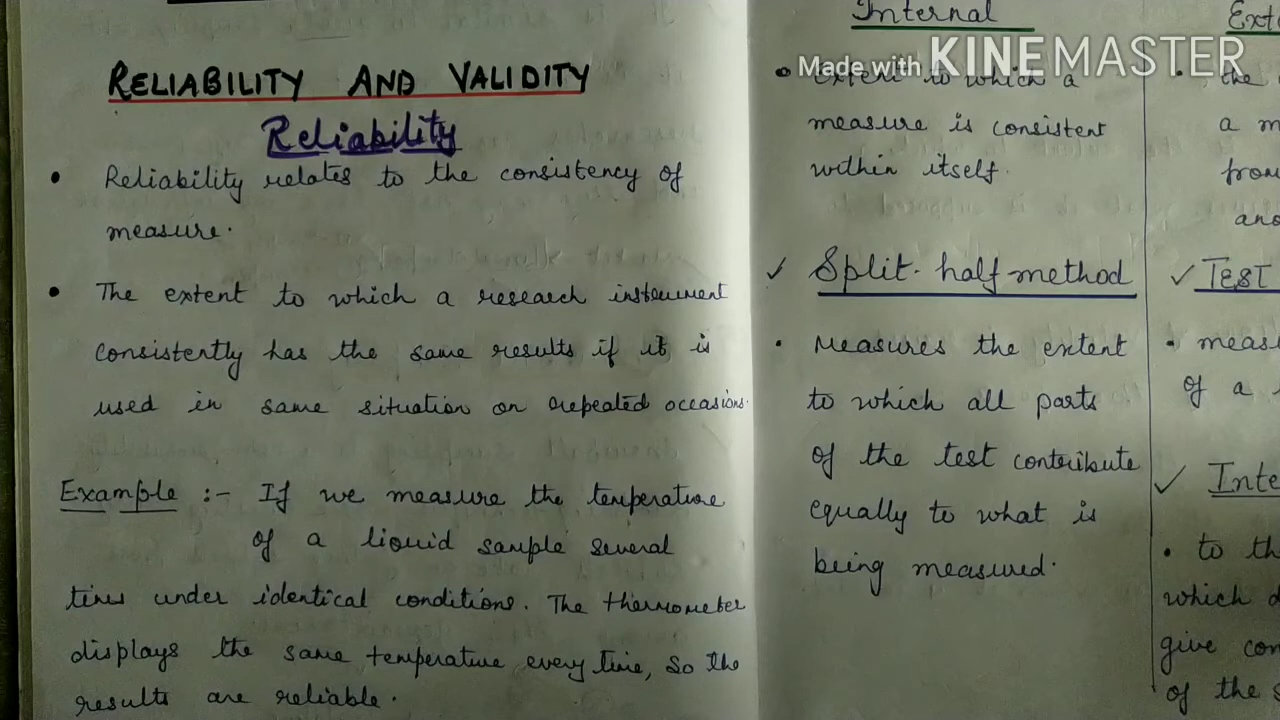 RELIABILITY AND VALIDITY
Reliability
• Reliability relates to the consistency of
measure.
• The extent to which a research instrument
consistently has the same results if it is
used in same situation on repeated occasions.
Example :- If we measure the temperature
of a liquid sample several
times under identical conditions. The thermometer
displays the same temperature every time, so the
results are reliable.
Internal
Made with KINEMASTER
• extent to which a
measure is consistent
within itself.
✓ Split-half method
• Measures the extent
to which all parts
of the test contribute
equally to what is
being measured.
• the
a
from
✓ TEST
•
of a
✓
• to
which
give
of the